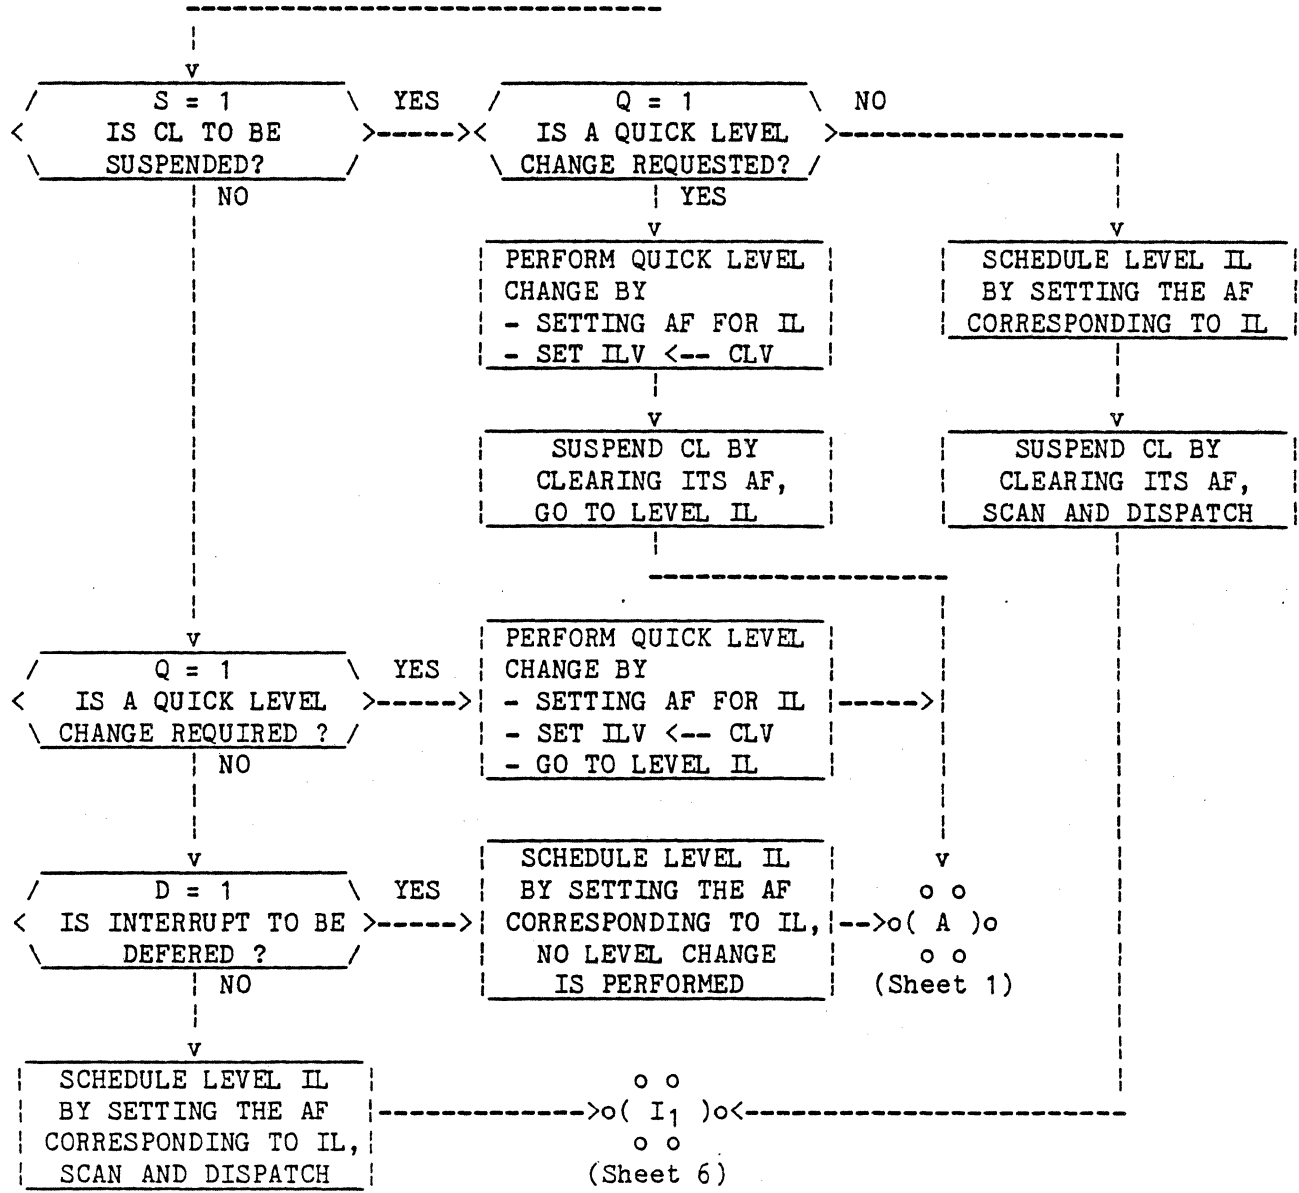 S = 1
IS CL TO BE
SUSPENDED?
YES
NO
Q = 1
IS A QUICK LEVEL
CHANGE REQUESTED?
NO
YES
PERFORM QUICK LEVEL
CHANGE BY
- SETTING AF FOR IL
- SET ILV <-- CLV
SCHEDULE LEVEL IL
BY SETTING THE AF
CORRESPONDING TO IL
SUSPEND CL BY
CLEARING ITS AF,
GO TO LEVEL IL
SUSPEND CL BY
CLEARING ITS AF,
SCAN AND DISPATCH
Q = 1
IS A QUICK LEVEL
CHANGE REQUIRED ?
YES
NO
PERFORM QUICK LEVEL
CHANGE BY
- SETTING AF FOR IL
- SET ILV <-- CLV
- GO TO LEVEL IL
D = 1
IS INTERRUPT TO BE
DEFERED ?
YES
NO
SCHEDULE LEVEL IL
BY SETTING THE AF
CORRESPONDING TO IL,
NO LEVEL CHANGE
IS PERFORMED
( A )
(Sheet 1)
SCHEDULE LEVEL IL
BY SETTING THE AF
CORRESPONDING TO IL,
SCAN AND DISPATCH
( I1 )
(Sheet 6)